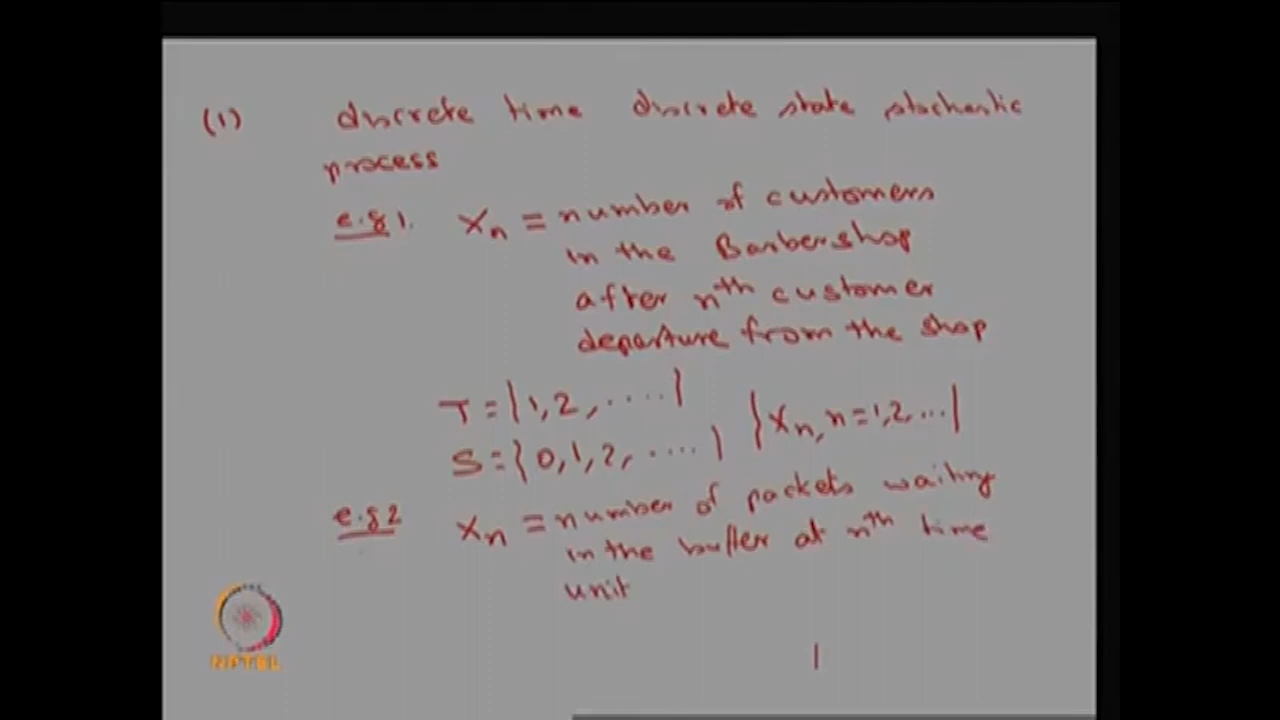 (1) discrete time discrete state stochastic
process
e.g 1. Xn = number of customers
in the Barbershop
after nth customer
departure from the shop
T = {1, 2, .....}
S = {0, 1, 2, .....} {Xn, n = 1, 2, ...}
e.g 2 Xn = number of packets waiting
in the buffer at nth time
unit
NPTEL